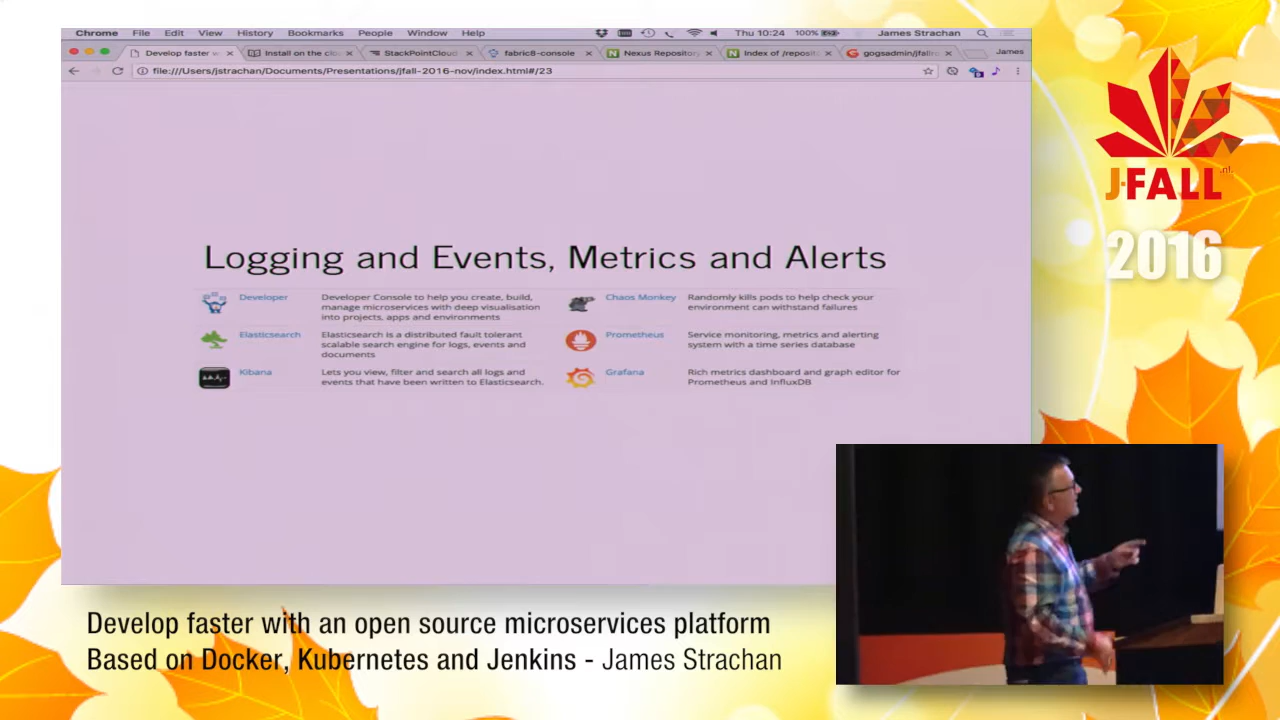 Chrome File Edit View History Bookmarks People Window Help Thu 10:24 100% James Strachan
Develop faster w Install on the clo StackPointCloud fabric8-console Nexus Repository Index of /reposit gogsadmin/jfallro James
file:///Users/jstrachan/Documents/Presentations/jfall-2016-nov/index.html#/23
J-FALL.nl
2016
Logging and Events, Metrics and Alerts
Developer
Developer Console to help you create, build,
manage microservices with deep visualisation
into projects, apps and environments
Chaos Monkey
Randomly kills pods to help check your
environment can withstand failures
Elasticsearch
Elasticsearch is a distributed fault tolerant
scalable search engine for logs, events and
documents
Prometheus
Service monitoring, metrics and alerting
system with a time series database
Kibana
Lets you view, filter and search all logs and
events that have been written to Elasticsearch.
Grafana
Rich metrics dashboard and graph editor for
Prometheus and InfluxDB
Develop faster with an open source microservices platform
Based on Docker, Kubernetes and Jenkins - James Strachan